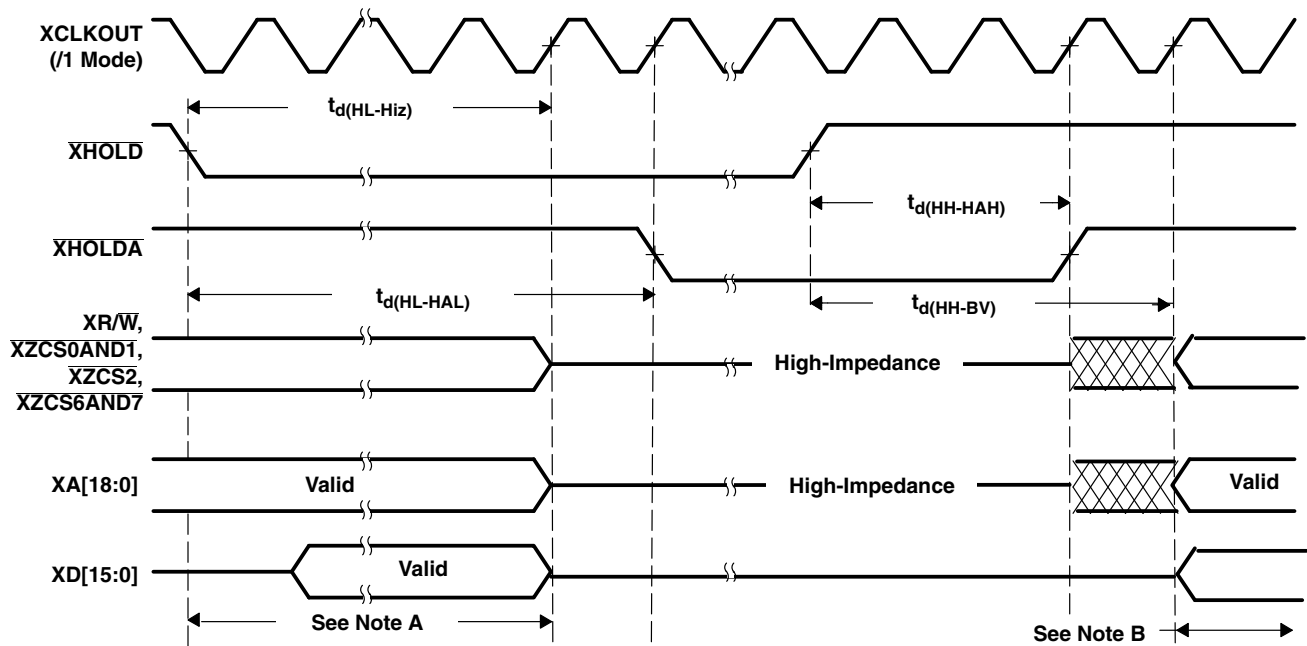 XCLKOUT
(/1 Mode)
td(HL-Hiz)
XHOLD
td(HH-HAH)
XHOLDA
td(HL-HAL)
td(HH-BV)
XR/W,
XZCS0AND1,
XZCS2,
XZCS6AND7
High-Impedance
XA[18:0]
Valid
High-Impedance
Valid
XD[15:0]
Valid
See Note A
See Note B